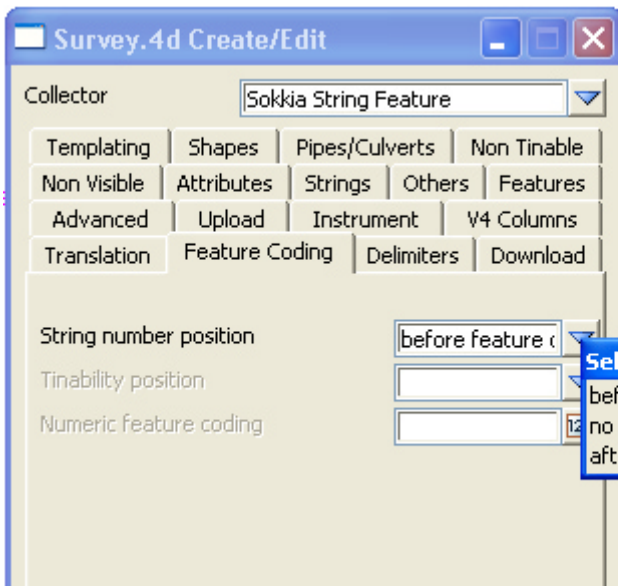 Survey.4d Create/Edit
Collector Sokkia String Feature
Templating Shapes Pipes/Culverts Non Tinable
Non Visible Attributes Strings Others Features
Advanced Upload Instrument V4 Columns
Translation Feature Coding Delimiters Download
String number position before feature
Tinability position
Numeric feature coding
no